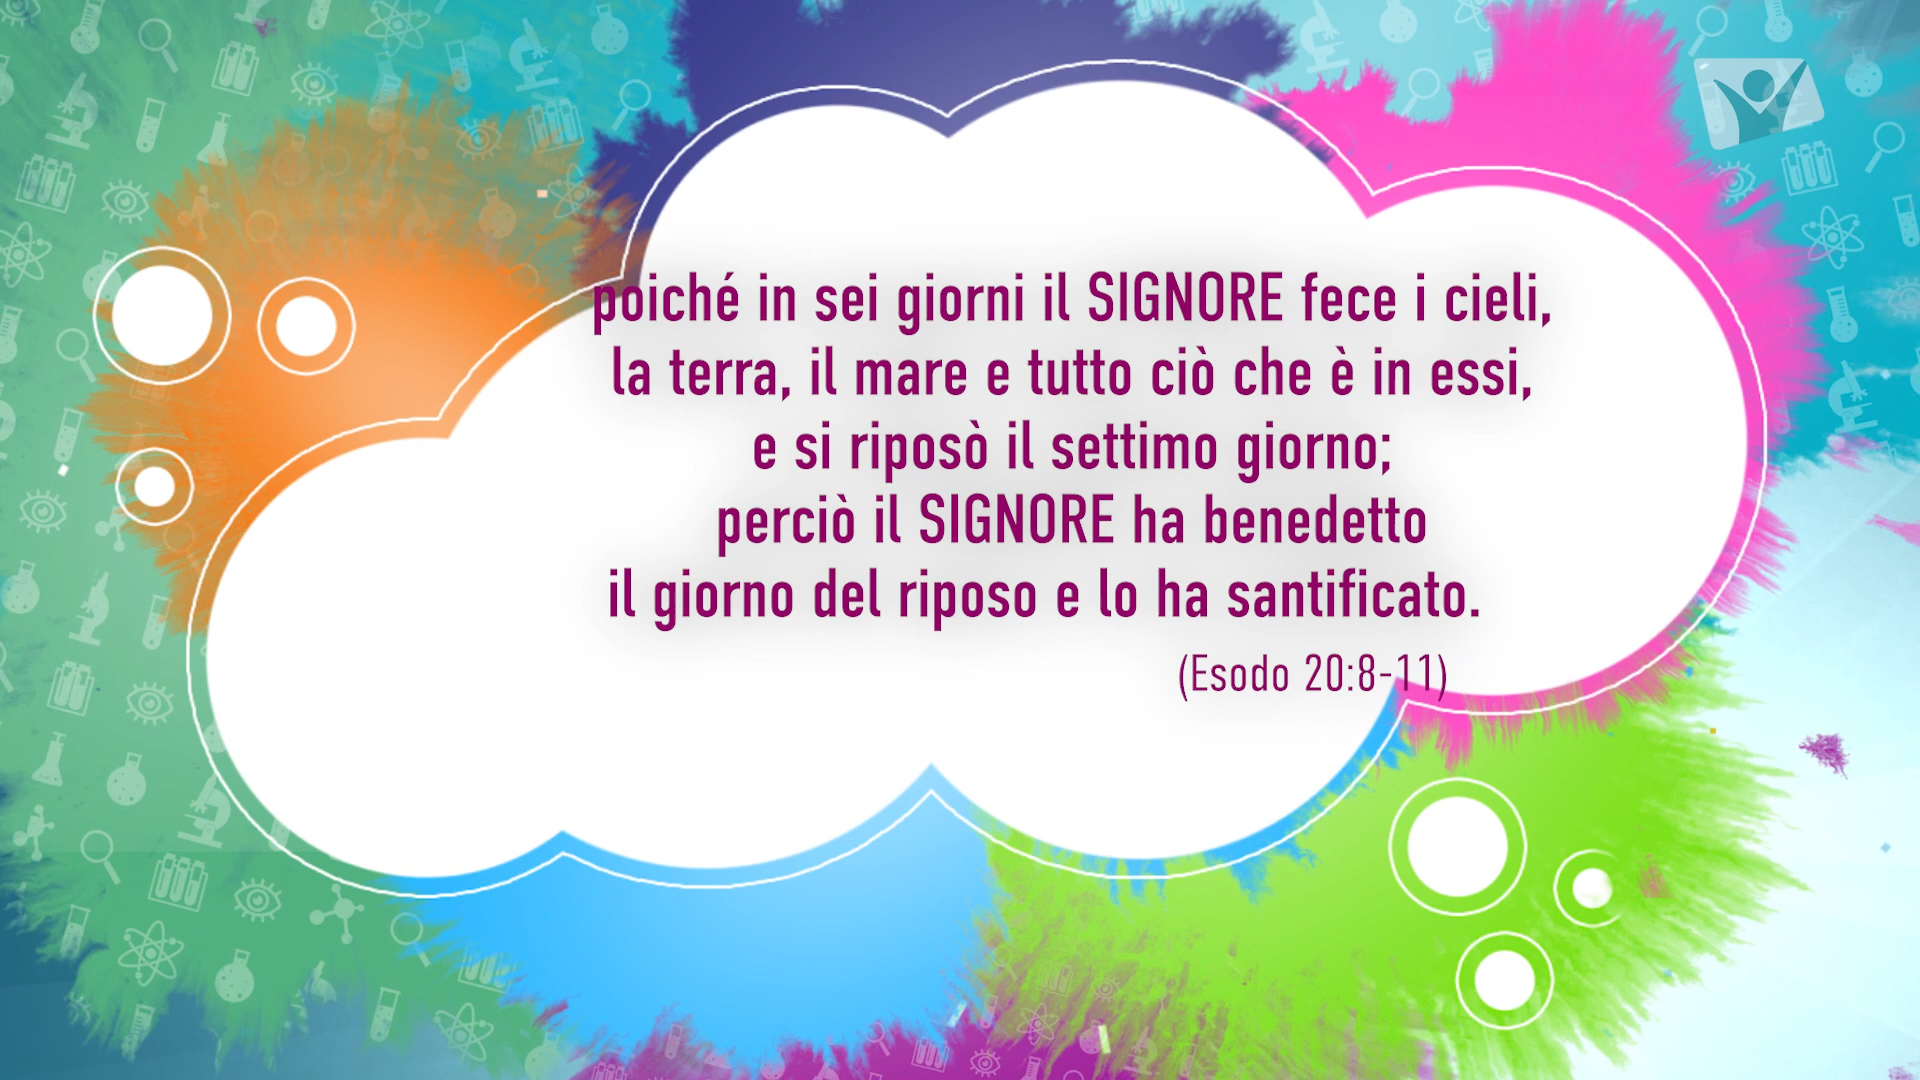 poiché in sei giorni il SIGNORE fece i cieli,
la terra, il mare e tutto ciò che è in essi,
e si riposò il settimo giorno;
perciò il SIGNORE ha benedetto
il giorno del riposo e lo ha santificato.
(Esodo 20:8-11)